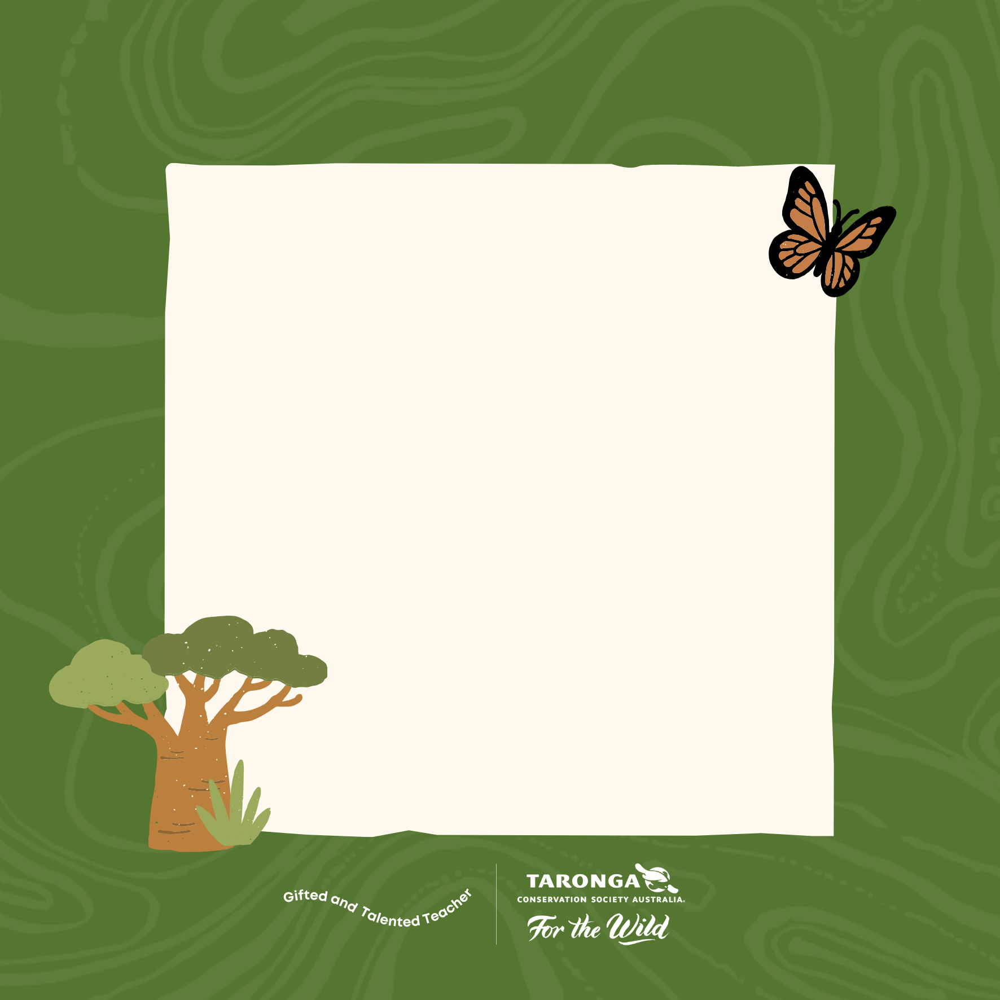 Gifted and Talented Teacher
TARONGA
CONSERVATION SOCIETY AUSTRALIA®
For the Wild